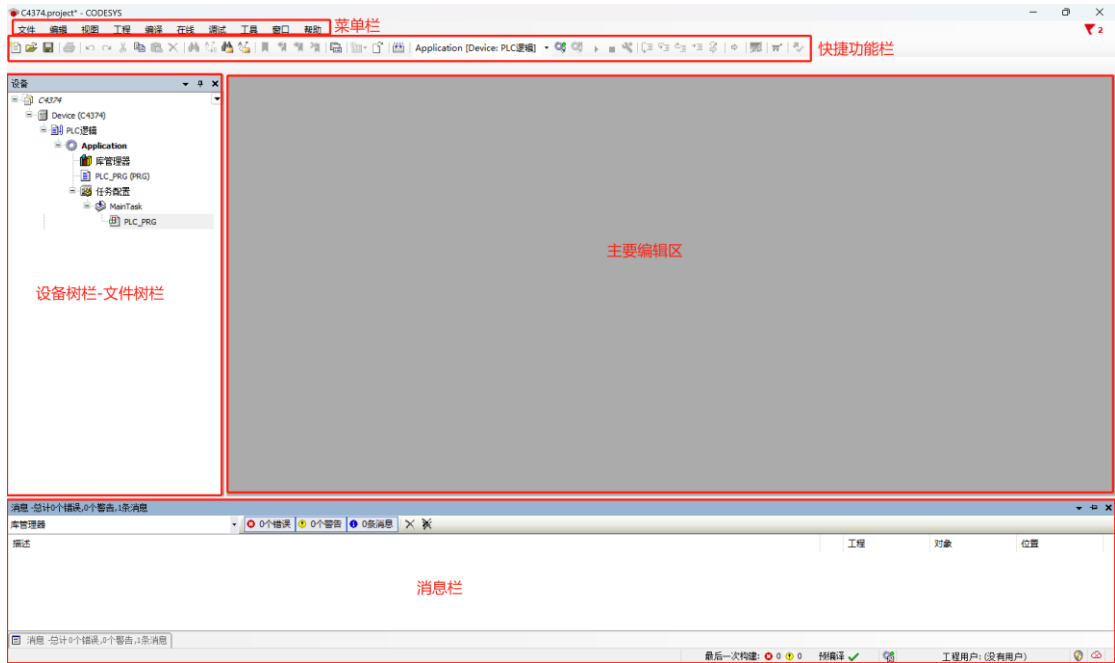 C4374.project* - CODESYS
文件 编辑 视图 工程 编译 在线 调试 工具 窗口 帮助 菜单栏
2
Application [Device: PLC逻辑] 快捷功能栏
设备
C4374
Device (C4374)
PLC逻辑
Application
库管理器
PLC_PRG (PRG)
任务配置
MainTask
PLC_PRG
主要编辑区
设备树栏-文件树栏
消息 -总计0个错误,0个警告,1条消息
库管理器 0个错误 0个警告 0条消息
描述 工程 对象 位置
消息栏
消息 -总计0个错误,0个警告,1条消息
最后一次构建: 0 0 预编译 工程用户: (没有用户)